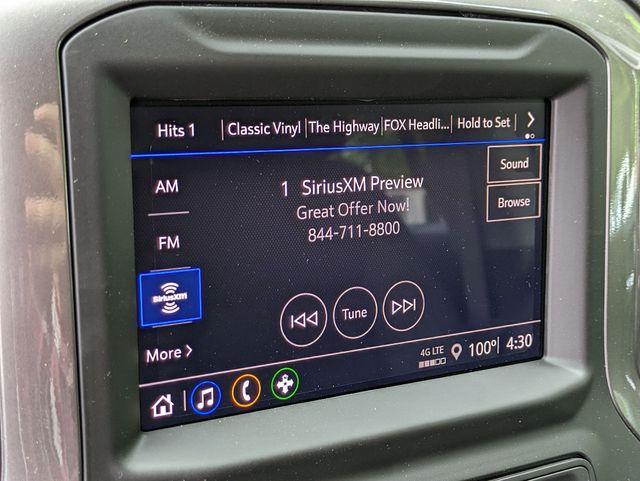 Hits 1 Classic Vinyl The Highway FOX Headli... Hold to Set >
AM
1 SiriusXM Preview
Sound
Great Offer Now!
Browse
844-711-8800
FM
SiriusXM
Tune
More >
4G LTE 100° 4:30